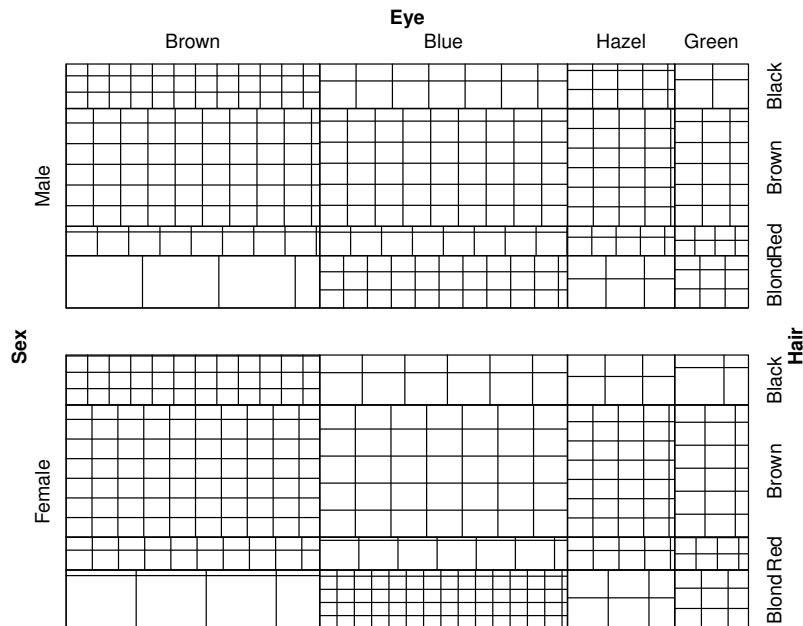 Eye
Brown Blue Hazel Green
Sex
Male
Female
Black
Brown
Red
Blond
Black
Brown
Red
Blond
Hair